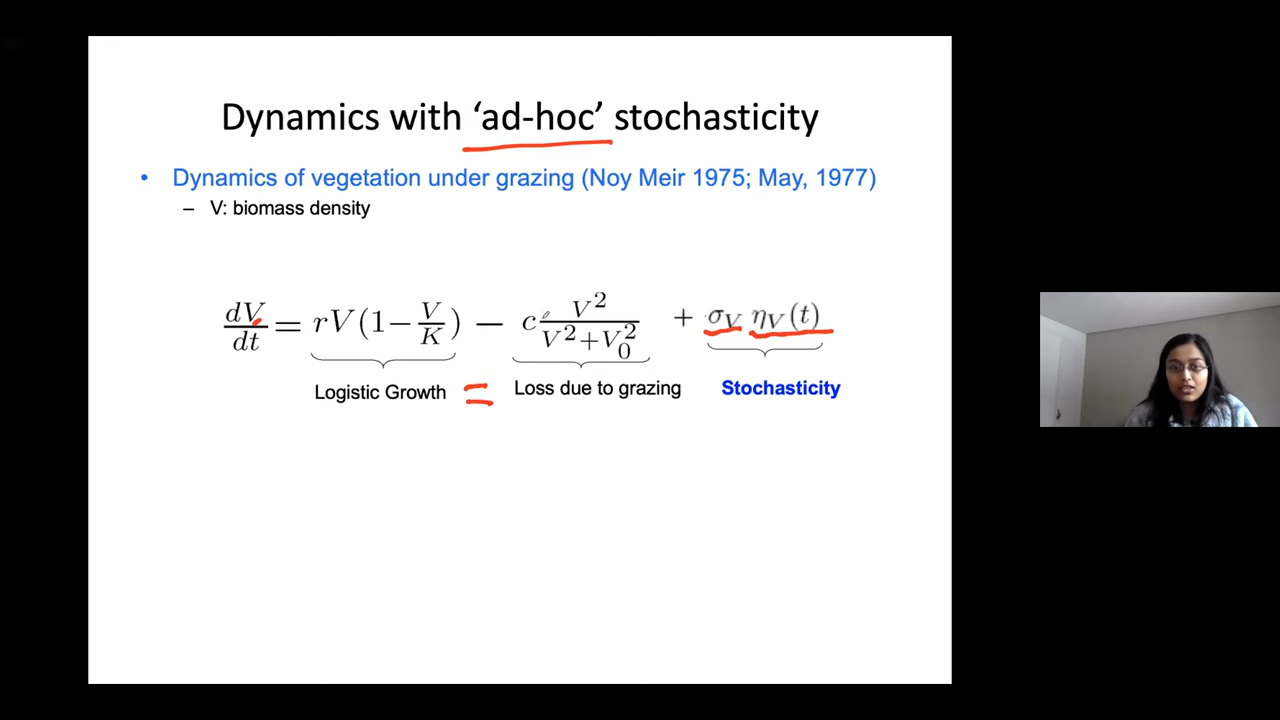 Dynamics with ‘ad-hoc’ stochasticity
• Dynamics of vegetation under grazing (Noy Meir 1975; May, 1977)
– V: biomass density
dV/dt = rV(1−V/K) − c V²/(V²+V₀²) + σ_V η_V(t)
Logistic Growth = Loss due to grazing Stochasticity